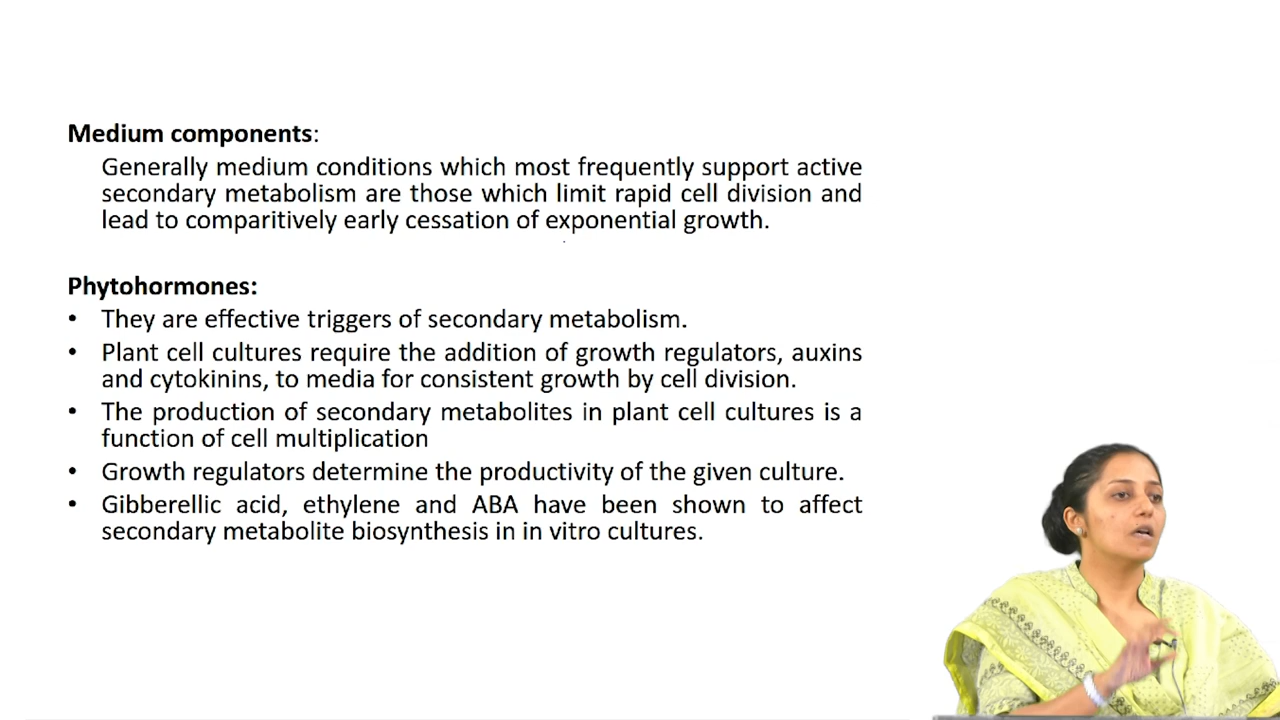 Medium components:
Generally medium conditions which most frequently support active
secondary metabolism are those which limit rapid cell division and
lead to comparitively early cessation of exponential growth.
Phytohormones:
• They are effective triggers of secondary metabolism.
• Plant cell cultures require the addition of growth regulators, auxins
and cytokinins, to media for consistent growth by cell division.
• The production of secondary metabolites in plant cell cultures is a
function of cell multiplication
• Growth regulators determine the productivity of the given culture.
• Gibberellic acid, ethylene and ABA have been shown to affect
secondary metabolite biosynthesis in in vitro cultures.